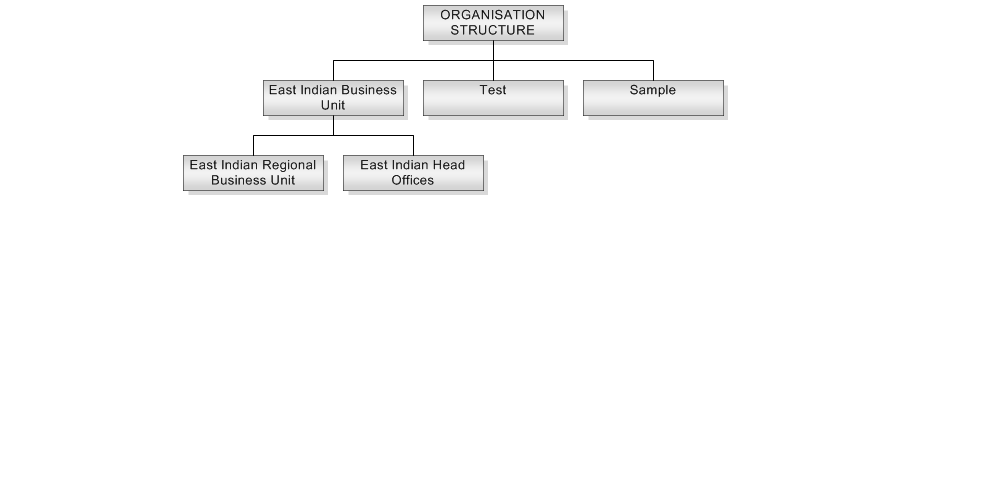 ORGANISATION
STRUCTURE
East Indian Business
Unit
Test
Sample
East Indian Regional
Business Unit
East Indian Head
Offices